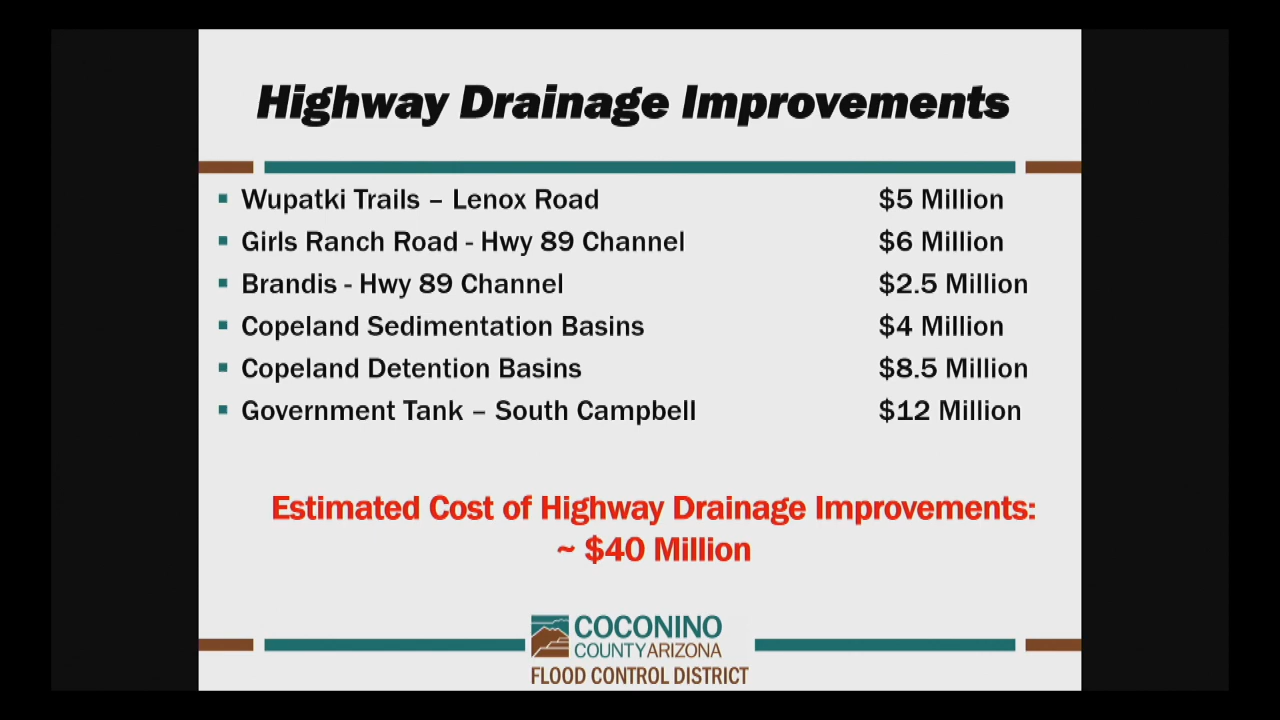 Highway Drainage Improvements
Wupatki Trails – Lenox Road $5 Million
Girls Ranch Road - Hwy 89 Channel $6 Million
Brandis - Hwy 89 Channel $2.5 Million
Copeland Sedimentation Basins $4 Million
Copeland Detention Basins $8.5 Million
Government Tank – South Campbell $12 Million
Estimated Cost of Highway Drainage Improvements:
~ $40 Million
COCONINO
COUNTY ARIZONA
FLOOD CONTROL DISTRICT